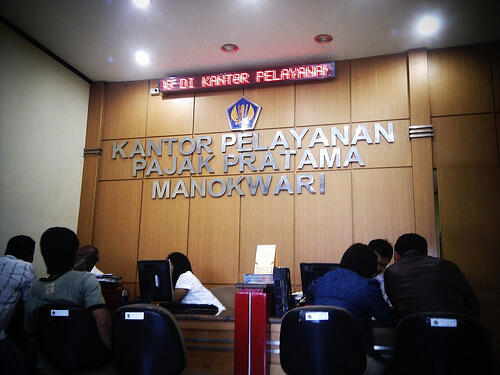 DI KANTOR PELAYANAN
KANTOR PELAYANAN
PAJAK PRATAMA
MANOKWARI